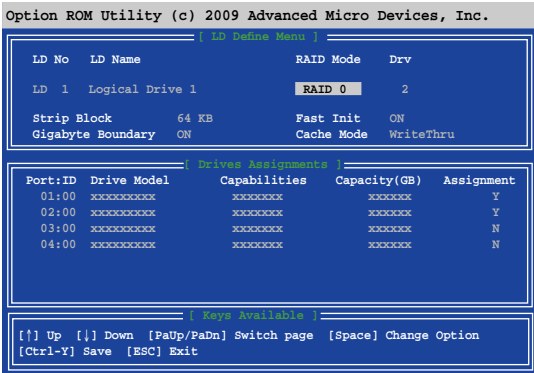 Option ROM Utility (c) 2009 Advanced Micro Devices, Inc.
[ LD Define Menu ]
LD No LD Name RAID Mode Drv
LD 1 Logical Drive 1 RAID 0 2
Strip Block 64 KB Fast Init ON
Gigabyte Boundary ON Cache Mode WriteThru
[ Drives Assignments ]
Port:ID Drive Model Capabilities Capacity(GB) Assignment
01:00 xxxxxxxxx xxxxxxx xxxxxx Y
02:00 xxxxxxxxx xxxxxxx xxxxxx Y
03:00 xxxxxxxxx xxxxxxx xxxxxx N
04:00 xxxxxxxxx xxxxxxx xxxxxx N
[ Keys Available ]
[↑] Up [↓] Down [PaUp/PaDn] Switch page [Space] Change Option
[Ctrl-Y] Save [ESC] Exit